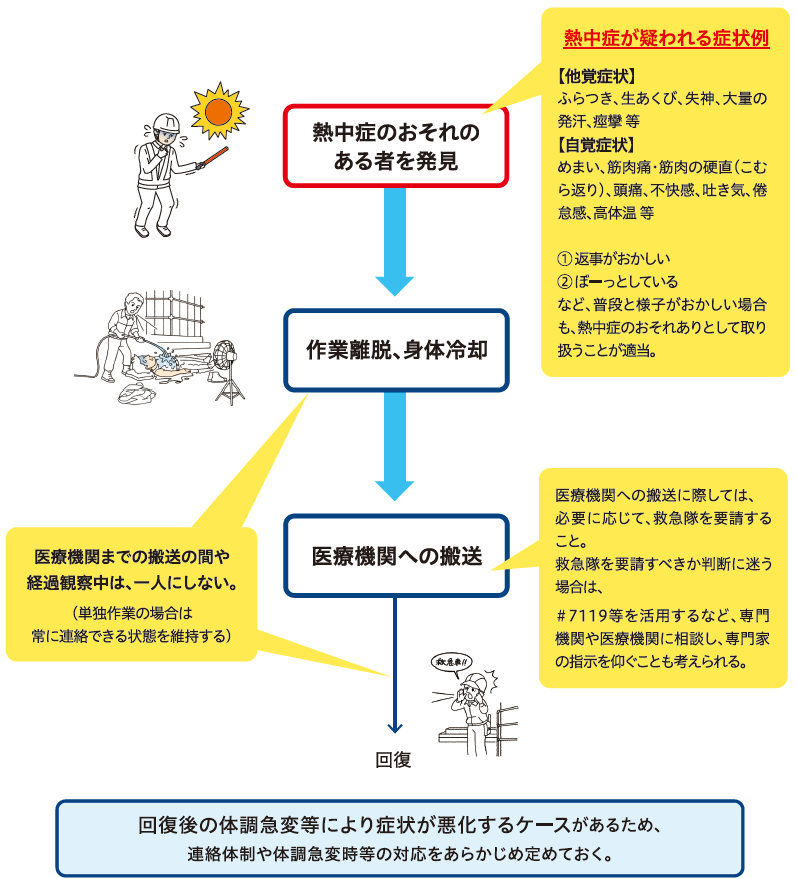 熱中症が疑われる症状例
【他覚症状】
ふらつき、生あくび、失神、大量の
発汗、痙攣 等
【自覚症状】
めまい、筋肉痛・筋肉の硬直（こむ
ら返り）、頭痛、不快感、吐き気、倦
怠感、高体温 等
①返事がおかしい
②ぼーっとしている
など、普段と様子がおかしい場合
も、熱中症のおそれありとして取り
扱うことが適当。
熱中症のおそれの
ある者を発見
作業離脱、身体冷却
医療機関までの搬送の間や
経過観察中は、一人にしない。
（単独作業の場合は
常に連絡できる状態を維持する）
医療機関への搬送
医療機関への搬送に際しては、
必要に応じて、救急隊を要請する
こと。
救急隊を要請すべきか判断に迷う
場合は、
＃7119等を活用するなど、専門
機関や医療機関に相談し、専門家
の指示を仰ぐことも考えられる。
救急車!!
回復
回復後の体調急変等により症状が悪化するケースがあるため、
連絡体制や体調急変時等の対応をあらかじめ定めておく。